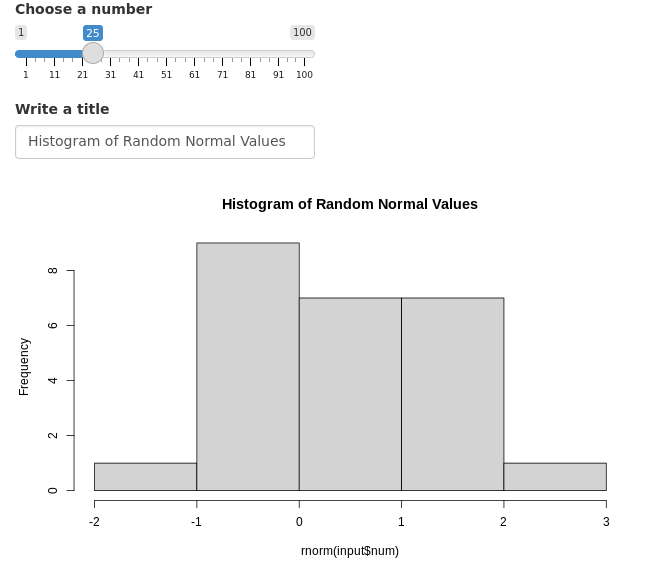 Choose a number
1 25 100
1 11 21 31 41 51 61 71 81 91 100
Write a title
Histogram of Random Normal Values
Histogram of Random Normal Values
Frequency
8
6
4
2
0
-2 -1 0 1 2 3
rnorm(input$num)